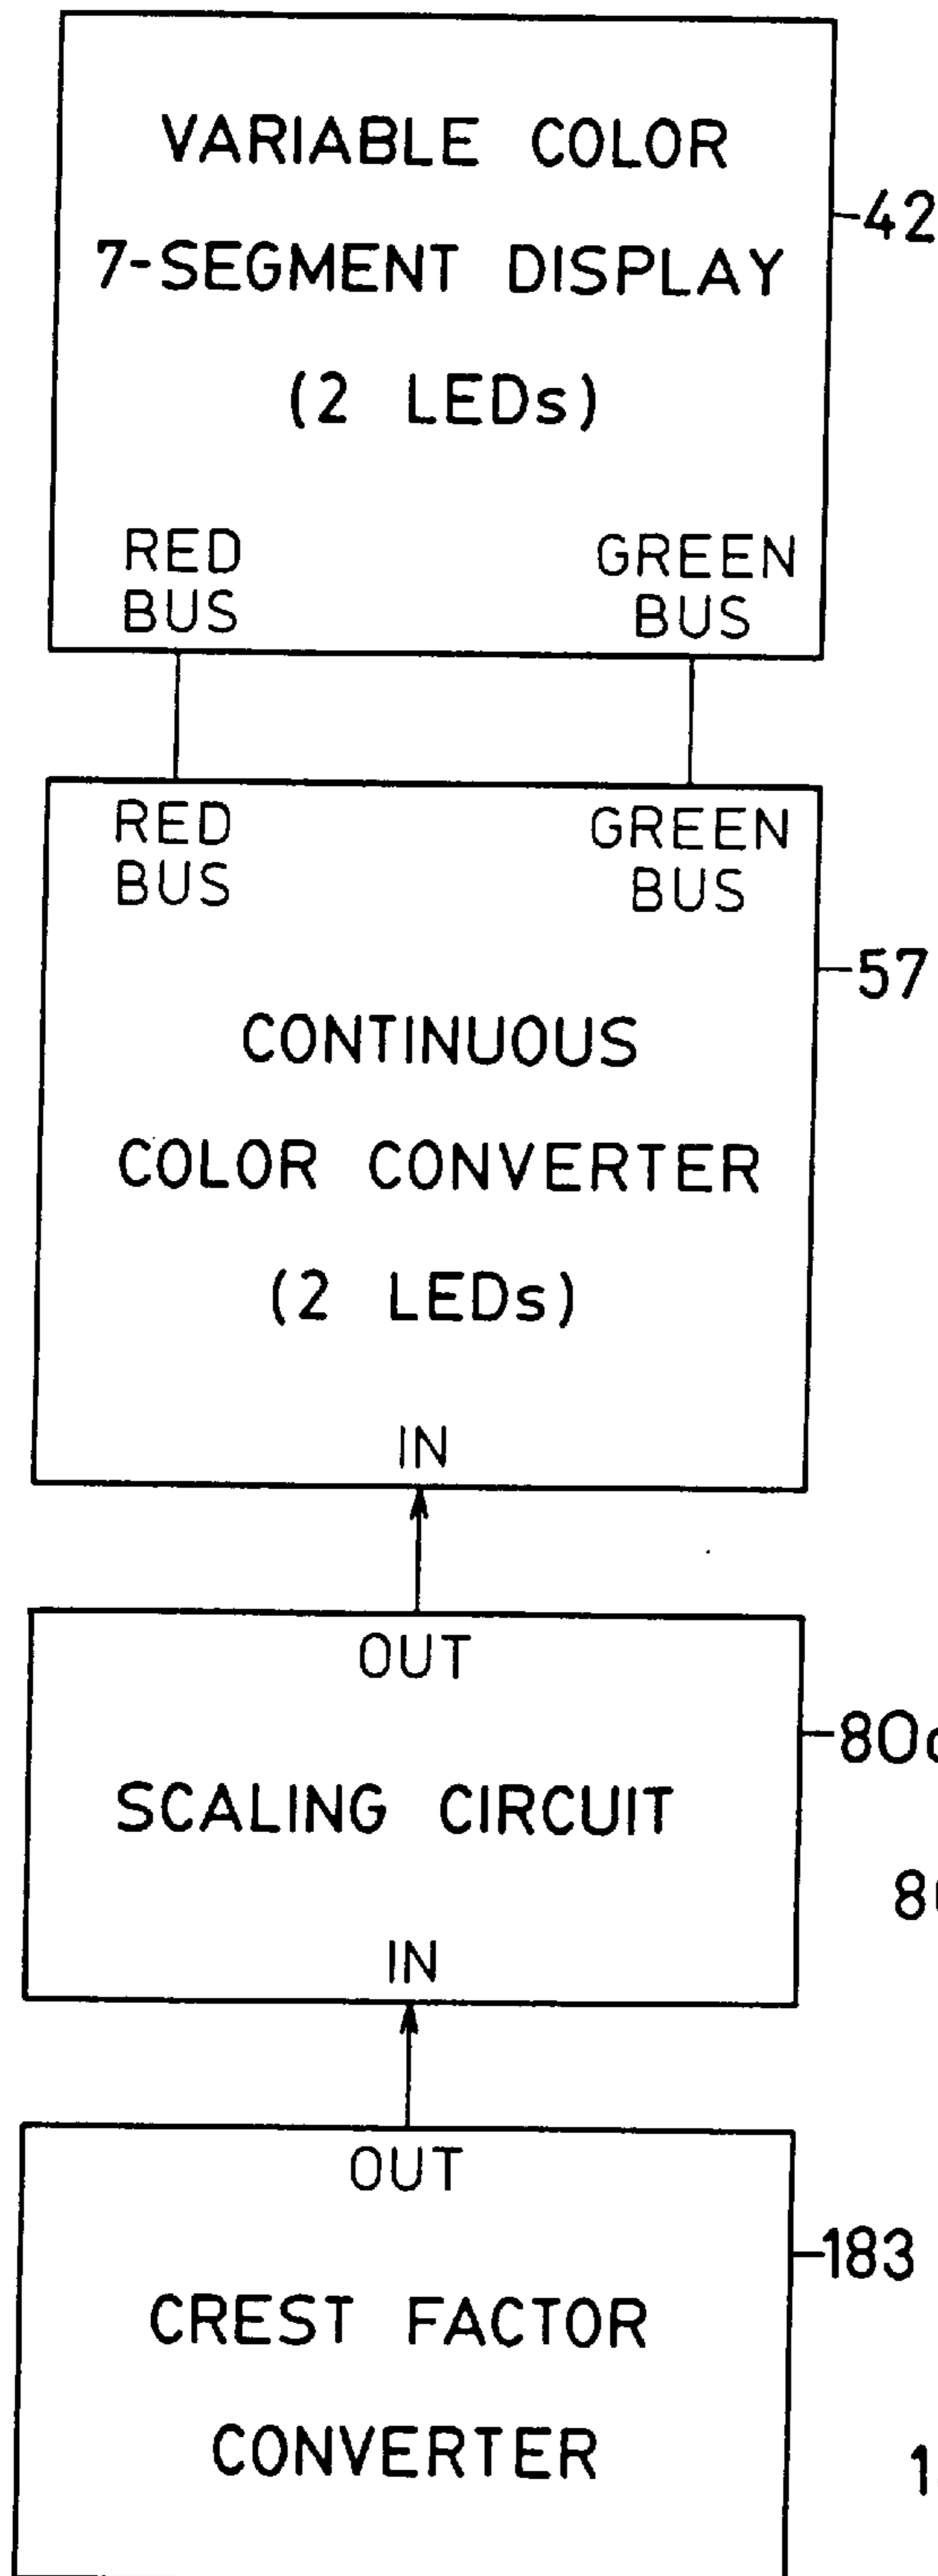 VARIABLE COLOR
7-SEGMENT DISPLAY
(2 LEDs)
42
RED
BUS
GREEN
BUS
RED
BUS
GREEN
BUS
57
CONTINUOUS
COLOR CONVERTER
(2 LEDs)
IN
OUT
SCALING CIRCUIT
IN
OUT
183
CREST FACTOR
CONVERTER